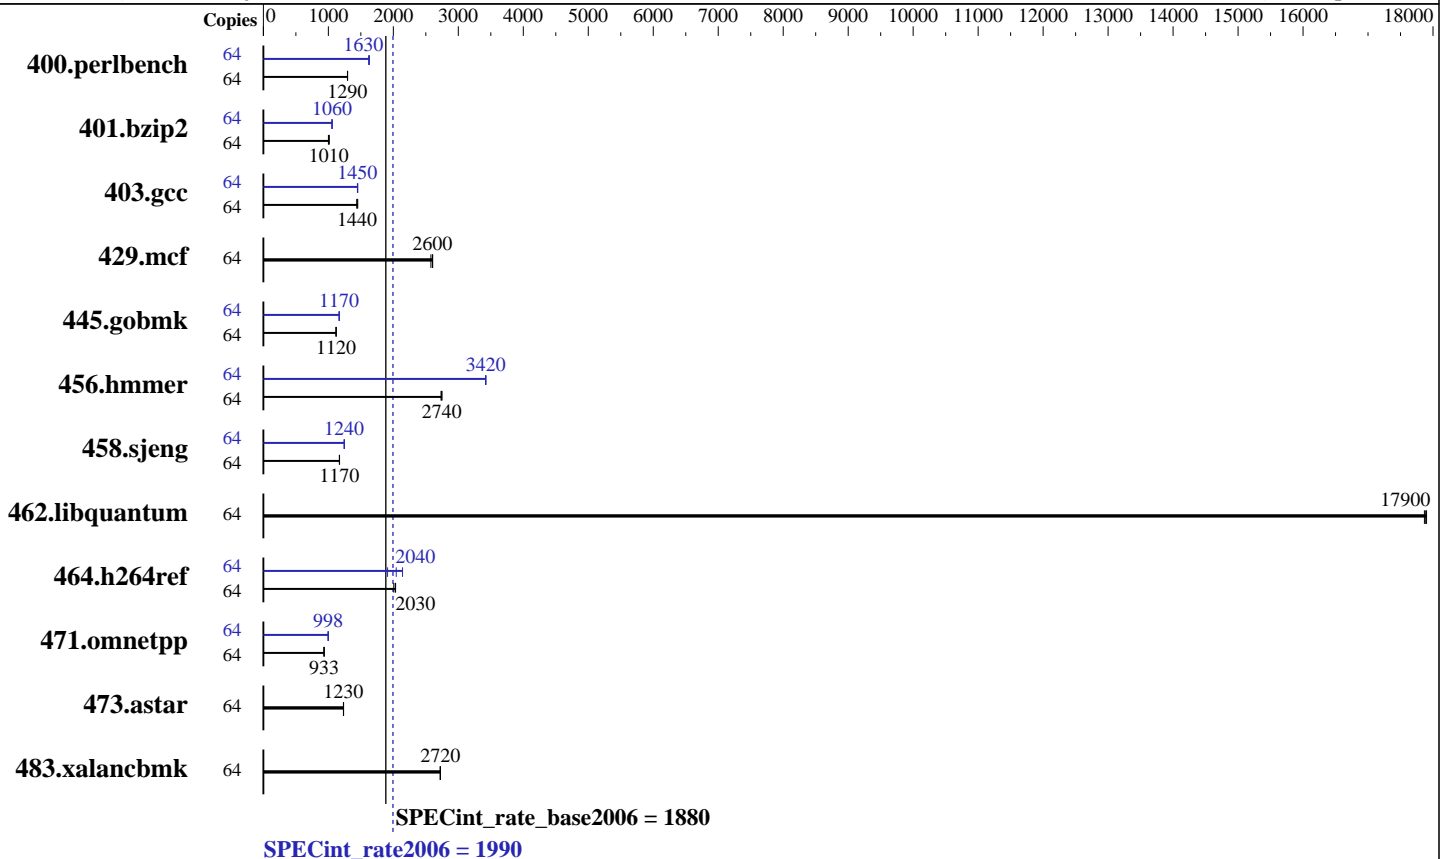 Copies 0 1000 2000 3000 4000 5000 6000 7000 8000 9000 10000 11000 12000 13000 14000 15000 16000 18000
400.perlbench 64 1630
64 1290
401.bzip2 64 1060
64 1010
403.gcc 64 1450
64 1440
429.mcf 64 2600
445.gobmk 64 1170
64 1120
456.hmmer 64 3420
64 2740
458.sjeng 64 1240
64 1170
462.libquantum 64 17900
464.h264ref 64 2040
64 2030
471.omnetpp 64 998
64 933
473.astar 64 1230
483.xalancbmk 64 2720
SPECint_rate_base2006 = 1880
SPECint_rate2006 = 1990